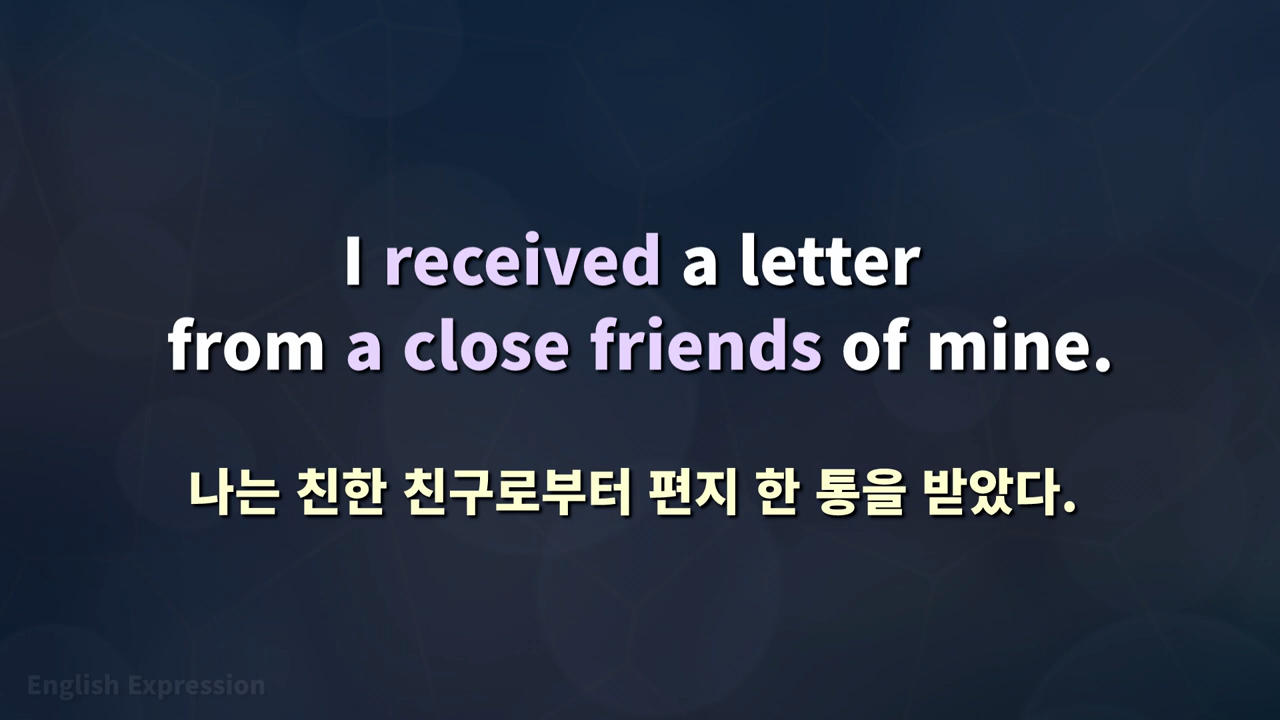 I received a letter
from a close friends of mine.
나는 친한 친구로부터 편지 한 통을 받았다.
English Expression